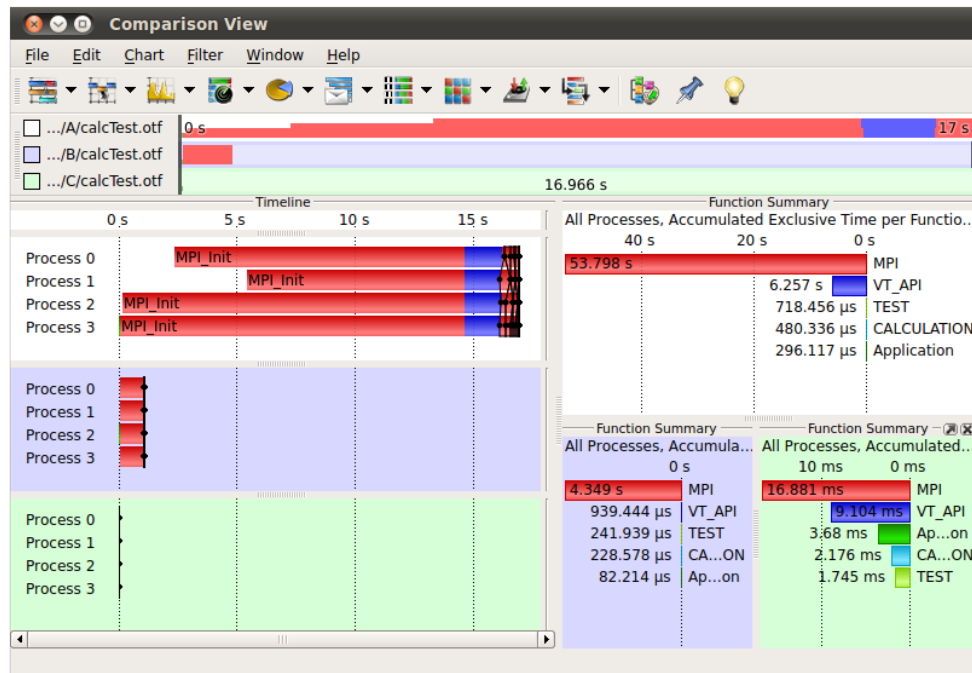 Comparison View
File Edit Chart Filter Window Help
.../A/calcTest.otf 0 s 17 s
.../B/calcTest.otf
.../C/calcTest.otf 16.966 s
Timeline
0 s 5 s 10 s 15 s
Process 0 MPI_Init
Process 1 MPI_Init
Process 2 MPI_Init
Process 3 MPI_Init
Process 0
Process 1
Process 2
Process 3
Process 0
Process 1
Process 2
Process 3
Function Summary
All Processes, Accumulated Exclusive Time per Functio...
40 s 20 s 0 s
53.798 s MPI
6.257 s VT_API
718.456 µs TEST
480.336 µs CALCULATION
296.117 µs Application
Function Summary
All Processes, Accumula...
0 s
4.349 s MPI
939.444 µs VT_API
241.939 µs TEST
228.578 µs CA...ON
82.214 µs Ap...on
Function Summary
All Processes, Accumulated...
10 ms 0 ms
16.881 ms MPI
9.104 ms VT_API
3.68 ms Ap...on
2.176 ms CA...ON
1.745 ms TEST